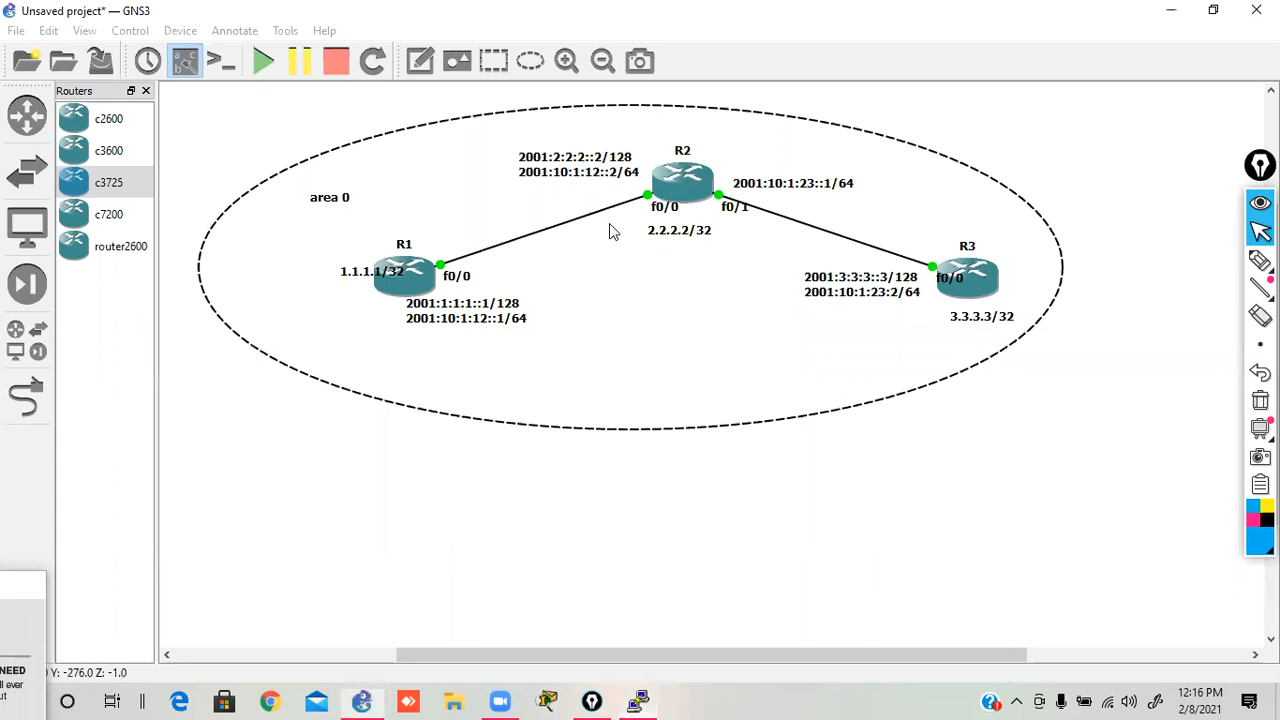 Unsaved project* - GNS3
File Edit View Control Device Annotate Tools Help
Routers
c2600
c3600
c3725
c7200
router2600
R2
2001:2:2:2::2/128
2001:10:1:12::2/64
2001:10:1:23::1/64
area 0
f0/0
f0/1
2.2.2.2/32
R1
1.1.1.1/32
f0/0
2001:1:1:1::1/128
2001:10:1:12::1/64
R3
2001:3:3:3::3/128
f0/0
2001:10:1:23:2/64
3.3.3.3/32
NEED
ll ever
ut
Y: -276.0 Z: -1.0
12:16 PM
2/8/2021